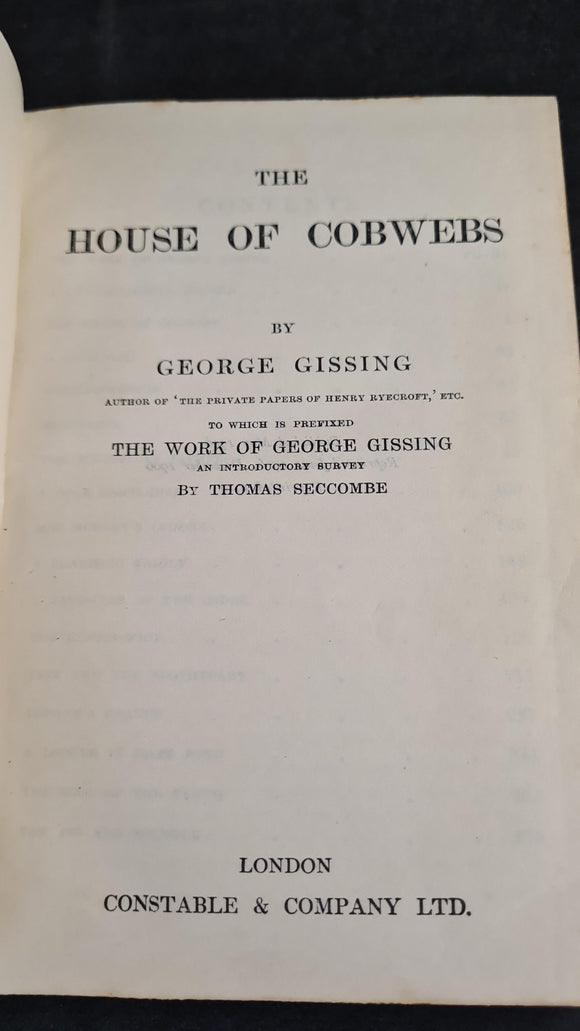 THE
HOUSE OF COBWEBS
BY
GEORGE GISSING
AUTHOR OF 'THE PRIVATE PAPERS OF HENRY RYECROFT,' ETC.
TO WHICH IS PREFIXED
THE WORK OF GEORGE GISSING
AN INTRODUCTORY SURVEY
BY THOMAS SECCOMBE
LONDON
CONSTABLE & COMPANY LTD.